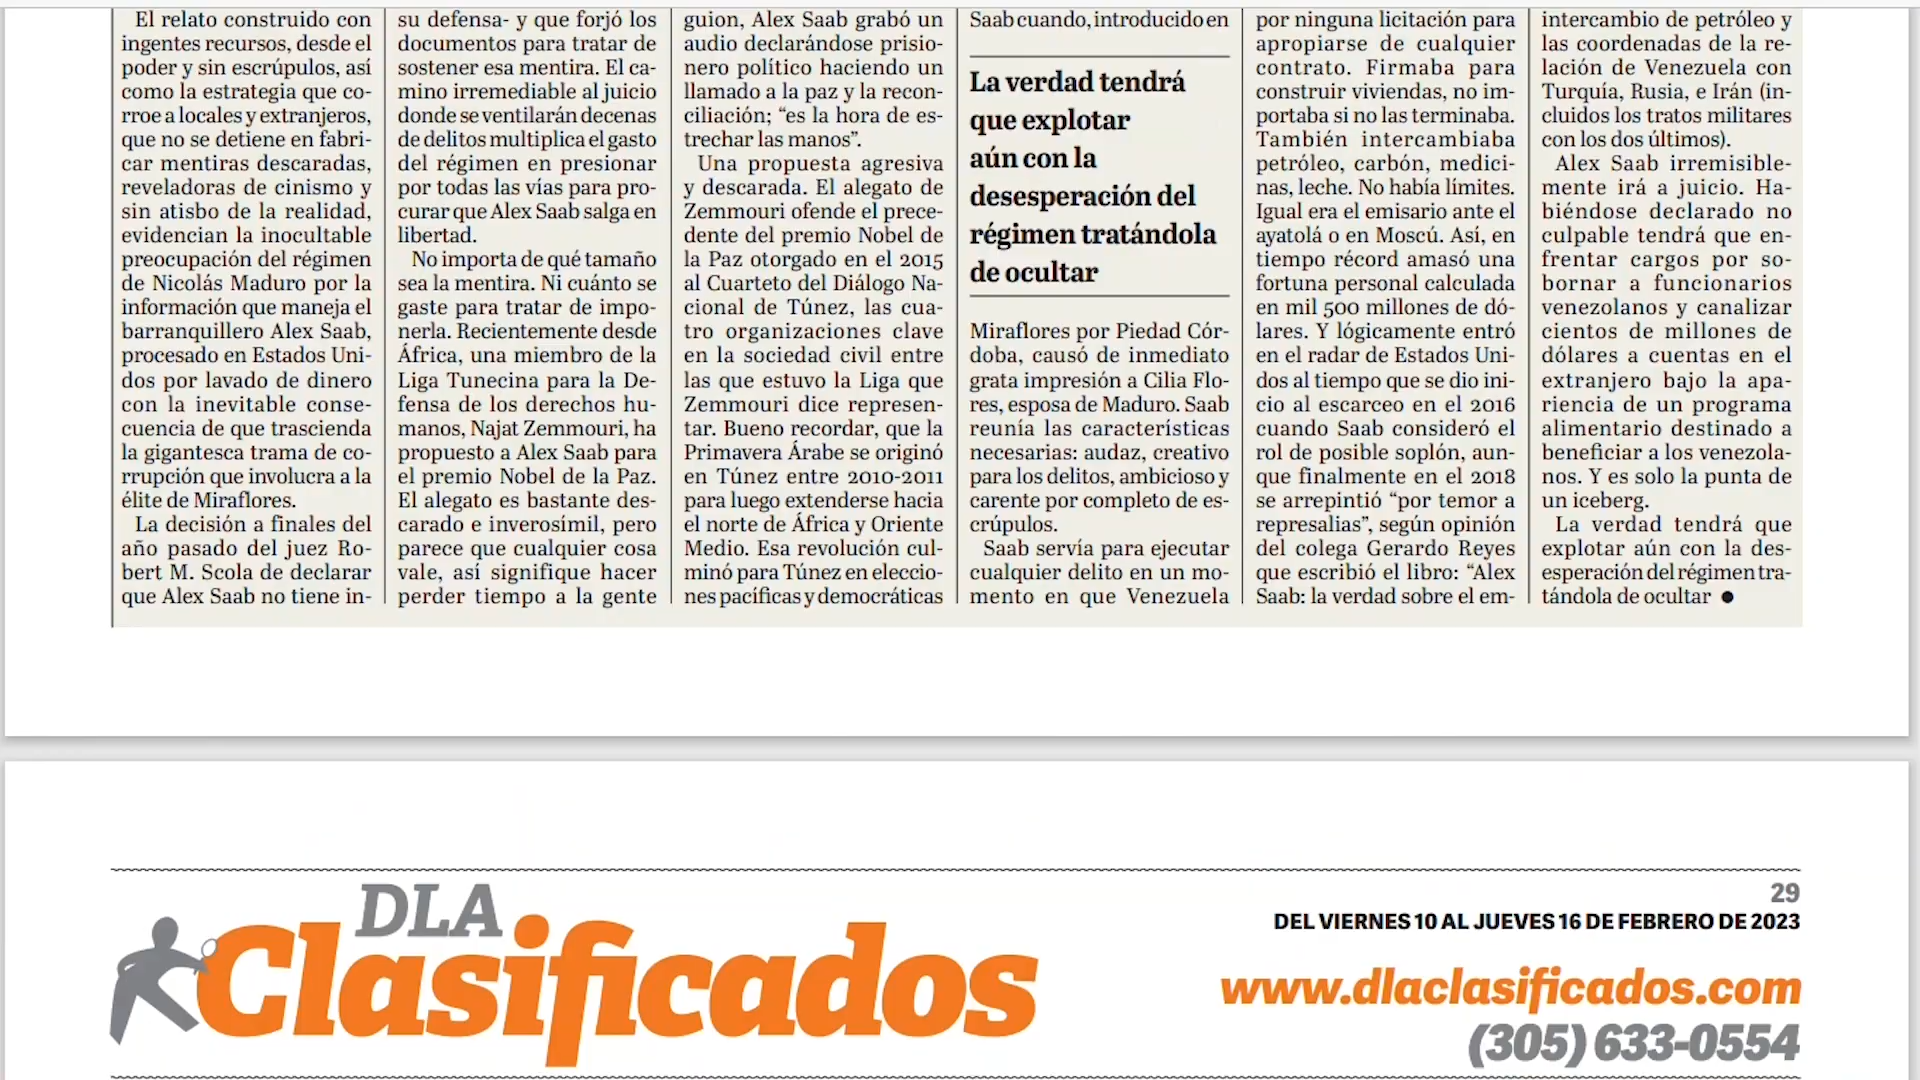 El relato construido con
ingentes recursos, desde el
poder y sin escrúpulos, así
como la estrategia que co-
rroe a locales y extranjeros,
que no se detiene en fabri-
car mentiras descaradas,
reveladoras de cinismo y
sin atisbo de la realidad,
evidencian la inocultable
preocupación del régimen
de Nicolás Maduro por la
información que maneja el
barranquillero Alex Saab,
procesado en Estados Uni-
dos por lavado de dinero
con la inevitable conse-
cuencia de que trascienda
la gigantesca trama de co-
rrupción que involucra a la
élite de Miraflores.
La decisión a finales del
año pasado del juez Ro-
bert M. Scola de declarar
que Alex Saab no tiene in-
su defensa- y que forjó los
documentos para tratar de
sostener esa mentira. El ca-
mino irremediable al juicio
donde se ventilarán decenas
de delitos multiplica el gasto
del régimen en presionar
por todas las vías para pro-
curar que Alex Saab salga en
libertad.
No importa de qué tamaño
sea la mentira. Ni cuánto se
gaste para tratar de impo-
nerla. Recientemente desde
África, una miembro de la
Liga Tunecina para la De-
fensa de los derechos hu-
manos, Najat Zemmouri, ha
propuesto a Alex Saab para
el premio Nobel de la Paz.
El alegato es bastante des-
carado e inverosímil, pero
parece que cualquier cosa
vale, así signifique hacer
perder tiempo a la gente
guion, Alex Saab grabó un
audio declarándose prisio-
nero político haciendo un
llamado a la paz y la recon-
ciliación; “es la hora de es-
trechar las manos”.
Una propuesta agresiva
y descarada. El alegato de
Zemmouri ofende el prece-
dente del premio Nobel de
la Paz otorgado en el 2015
al Cuarteto del Diálogo Na-
cional de Túnez, las cua-
tro organizaciones clave
en la sociedad civil entre
las que estuvo la Liga que
Zemmouri dice represen-
tar. Bueno recordar, que la
Primavera Árabe se originó
en Túnez entre 2010-2011
para luego extenderse hacia
el norte de África y Oriente
Medio. Esa revolución cul-
minó para Túnez en eleccio-
nes pacíficas y democráticas
Saab cuando, introducido en
La verdad tendrá
que explotar
aún con la
desesperación del
régimen tratándola
de ocultar
Miraflores por Piedad Cór-
doba, causó de inmediato
grata impresión a Cilia Flo-
res, esposa de Maduro. Saab
reunía las características
necesarias: audaz, creativo
para los delitos, ambicioso y
carente por completo de es-
crúpulos.
Saab servía para ejecutar
cualquier delito en un mo-
mento en que Venezuela
por ninguna licitación para
apropiarse de cualquier
contrato. Firmaba para
construir viviendas, no im-
portaba si no las terminaba.
También intercambiaba
petróleo, carbón, medici-
nas, leche. No había límites.
Igual era el emisario ante el
ayatolá o en Moscú. Así, en
tiempo récord amasó una
fortuna personal calculada
en mil 500 millones de dó-
lares. Y lógicamente entró
en el radar de Estados Uni-
dos al tiempo que se dio ini-
cio al escarceo en el 2016
cuando Saab consideró el
rol de posible soplón, aun-
que finalmente en el 2018
se arrepintió “por temor a
represalias”, según opinión
del colega Gerardo Reyes
que escribió el libro: “Alex
Saab: la verdad sobre el em-
intercambio de petróleo y
las coordenadas de la re-
lación de Venezuela con
Turquía, Rusia, e Irán (in-
cluidos los tratos militares
con los dos últimos).
Alex Saab irremisible-
mente irá a juicio. Ha-
biéndose declarado no
culpable tendrá que en-
frentar cargos por so-
bornar a funcionarios
venezolanos y canalizar
cientos de millones de
dólares a cuentas en el
extranjero bajo la apa-
riencia de un programa
alimentario destinado a
beneficiar a los venezola-
nos. Y es solo la punta de
un iceberg.
La verdad tendrá que
explotar aún con la des-
esperación del régimen tra-
tándola de ocultar ●
DLA
Clasificados
29
DEL VIERNES 10 AL JUEVES 16 DE FEBRERO DE 2023
www.dlaclasificados.com
(305) 633-0554